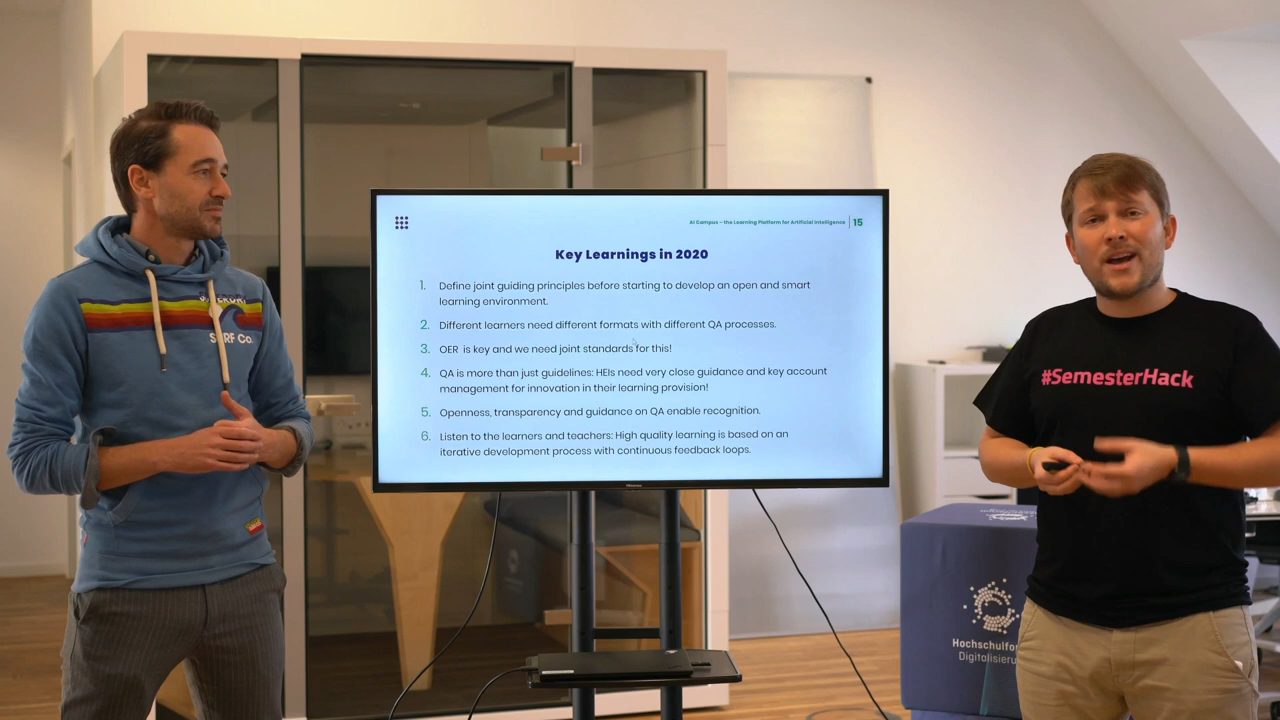 AI Campus – the Learning Platform for Artificial Intelligence 15
Key Learnings in 2020
1. Define joint guiding principles before starting to develop an open and smart
learning environment.
2. Different learners need different formats with different QA processes.
3. OER is key and we need joint standards for this!
4. QA is more than just guidelines: HEIs need very close guidance and key account
management for innovation in their learning provision!
5. Openness, transparency and guidance on QA enable recognition.
6. Listen to the learners and teachers: High quality learning is based on an
iterative development process with continuous feedback loops.
Hisense
SURF Co.
#SemesterHack
Hochschulfo
Digitalisieru